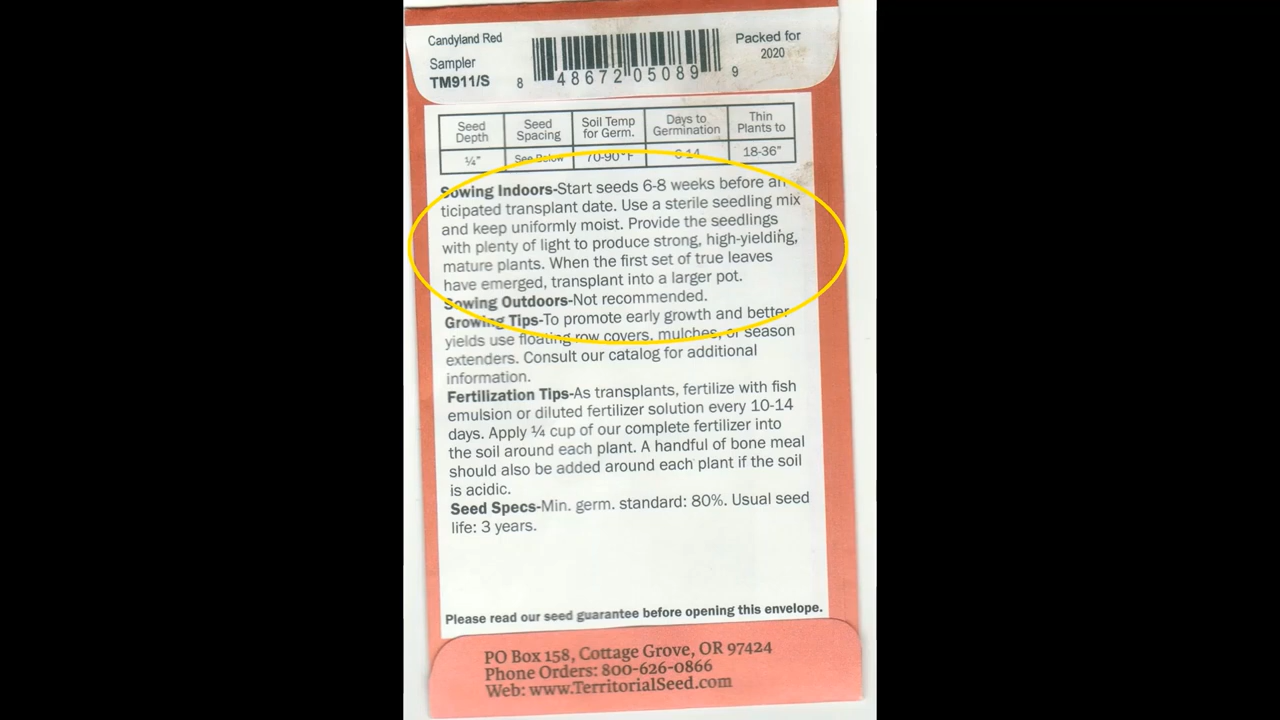 Candyland Red
Sampler
TM911/S
8 48672 05089 9
Packed for
2020
Seed Depth Seed Spacing Soil Temp for Germ. Days to Germination Thin Plants to
¼" See Below 70-90°F 6-14 18-36"
Sowing Indoors-Start seeds 6-8 weeks before an-
ticipated transplant date. Use a sterile seedling mix
and keep uniformly moist. Provide the seedlings
with plenty of light to produce strong, high-yielding,
mature plants. When the first set of true leaves
have emerged, transplant into a larger pot.
Sowing Outdoors-Not recommended.
Growing Tips-To promote early growth and better
yields use floating row covers, mulches, or season
extenders. Consult our catalog for additional
information.
Fertilization Tips-As transplants, fertilize with fish
emulsion or diluted fertilizer solution every 10-14
days. Apply ¼ cup of our complete fertilizer into
the soil around each plant. A handful of bone meal
should also be added around each plant if the soil
is acidic.
Seed Specs-Min. germ. standard: 80%. Usual seed
life: 3 years.
Please read our seed guarantee before opening this envelope.
PO Box 158, Cottage Grove, OR 97424
Phone Orders: 800-626-0866
Web: www.TerritorialSeed.com